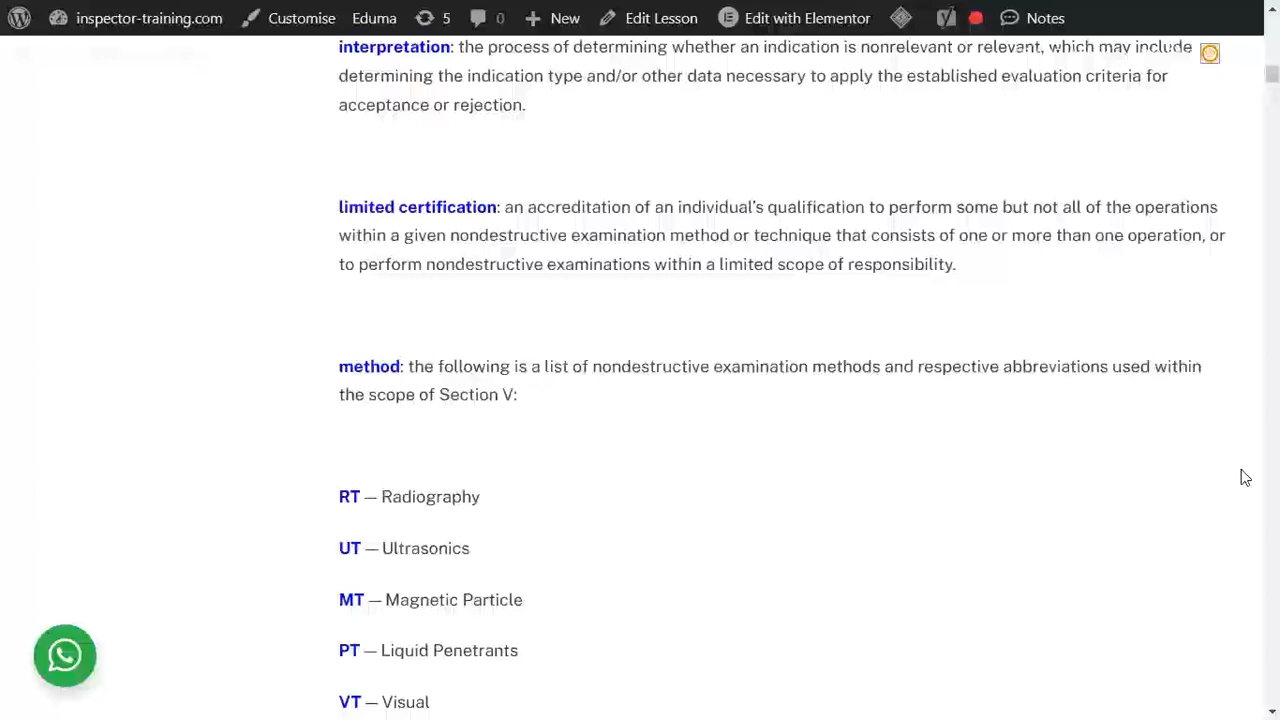 inspector-training.com Customise Eduma 5 0 New Edit Lesson Edit with Elementor Notes
interpretation: the process of determining whether an indication is nonrelevant or relevant, which may include
determining the indication type and/or other data necessary to apply the established evaluation criteria for
acceptance or rejection.
limited certification: an accreditation of an individual’s qualification to perform some but not all of the operations
within a given nondestructive examination method or technique that consists of one or more than one operation, or
to perform nondestructive examinations within a limited scope of responsibility.
method: the following is a list of nondestructive examination methods and respective abbreviations used within
the scope of Section V:
RT — Radiography
UT — Ultrasonics
MT — Magnetic Particle
PT — Liquid Penetrants
VT — Visual